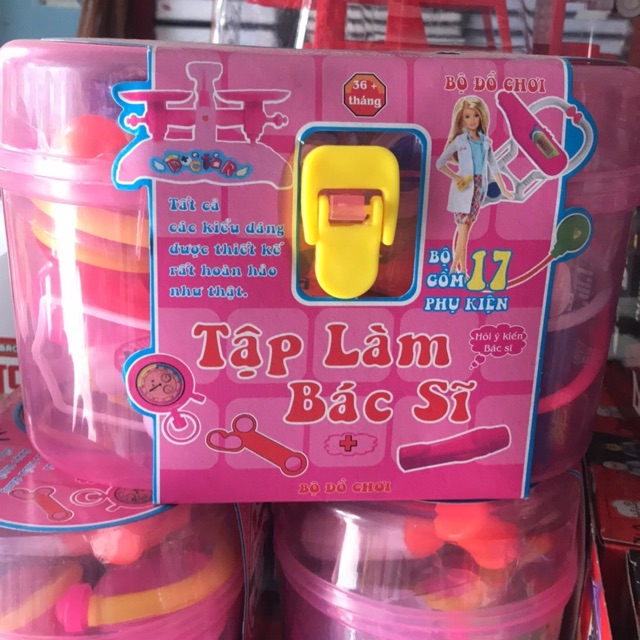 36 +
tháng
BỘ ĐỒ CHƠI
DOCTOR
Tất cả
các kiểu dáng
được thiết kế
rất hoàn hảo
như thật.
BỘ
GỒM 17
PHỤ KIỆN
Tập Làm
Bác Sĩ
Hỏi ý kiến
Bác sĩ
BỘ ĐỒ CHƠI